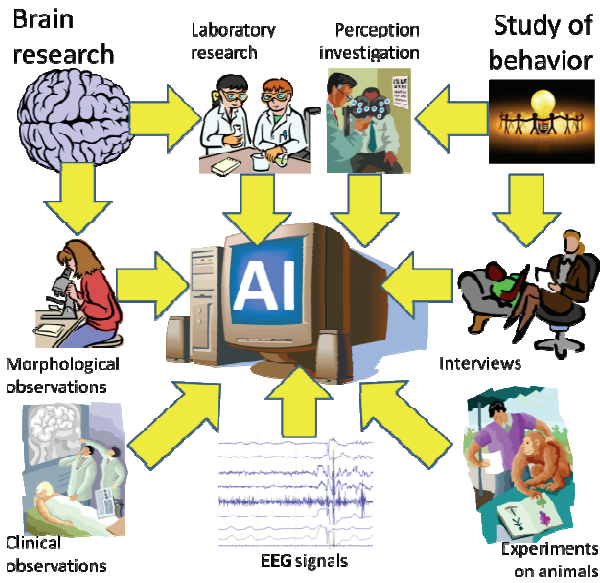 Brain
research
Laboratory
research
Perception
investigation
Study of
behavior
AI
Morphological
observations
Interviews
Clinical
observations
EEG signals
Experiments
on animals